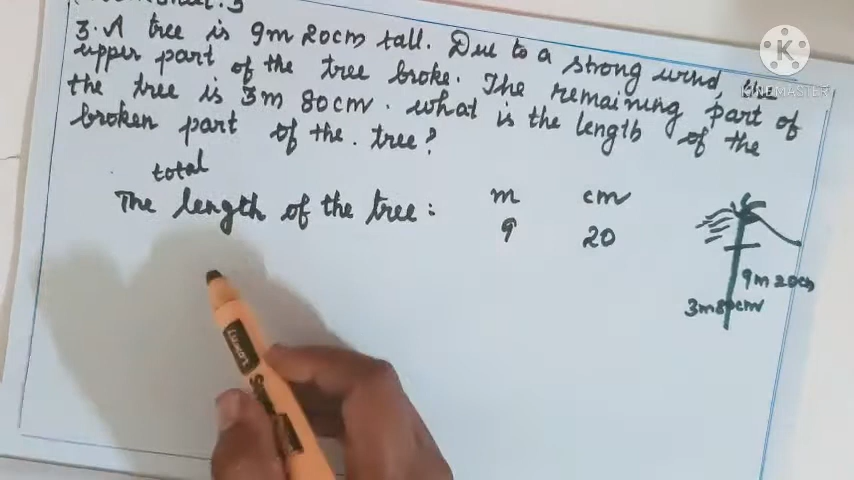 3. A tree is 9m 20cm tall. Due to a strong wind, the
upper part of the tree broke. The remaining part of
the tree is 3m 80cm. what is the length of the
broken part of the. tree?
total
The length of the tree : m cm
9 20
9m 20cm
3m80cm
KINEMASTER
K
LUXOR